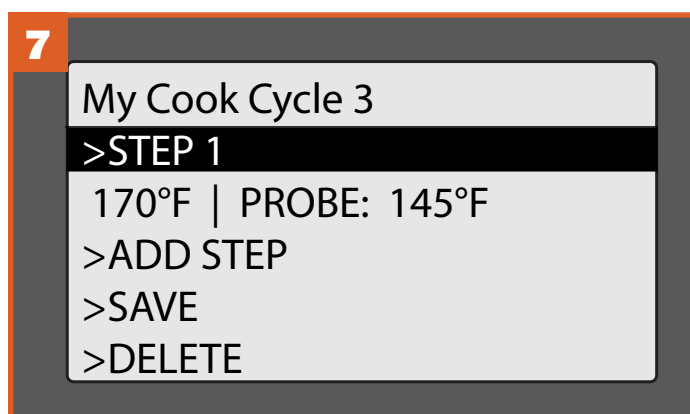 7
My Cook Cycle 3
>STEP 1
170°F | PROBE: 145°F
>ADD STEP
>SAVE
>DELETE